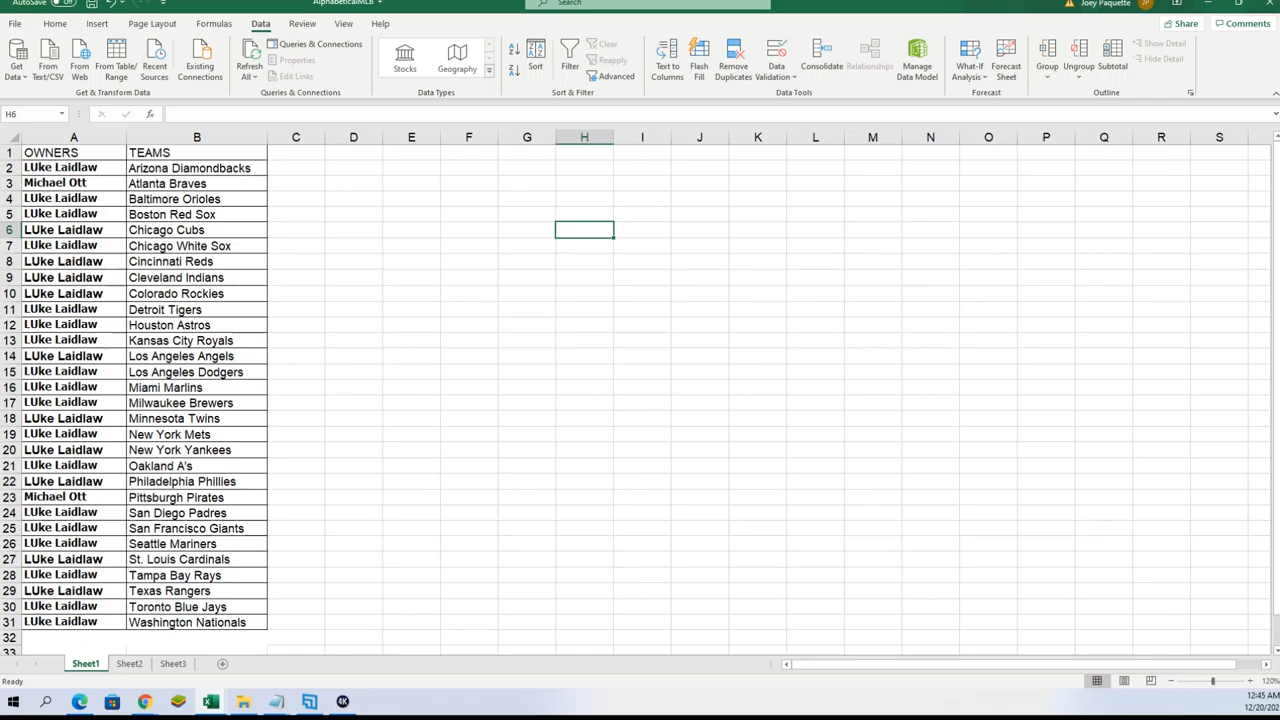 AutoSave Off AlphabeticalMLB Search Joey Paquette JP
File Home Insert Page Layout Formulas Data Review View Help Share Comments
Get Data From Text/CSV From Web From Table/Range Recent Sources Existing Connections
Refresh All Queries & Connections Properties Edit Links
Stocks Geography
Sort Filter Clear Reapply Advanced
Text to Columns Flash Fill Remove Duplicates Data Validation Consolidate Relationships Manage Data Model
What-If Analysis Forecast Sheet
Group Ungroup Subtotal Show Detail Hide Detail
Get & Transform Data Queries & Connections Data Types Sort & Filter Data Tools Forecast Outline
H6 fx
A B C D E F G H I J K L M N O P Q R S
1 OWNERS TEAMS
2 LUke Laidlaw Arizona Diamondbacks
3 Michael Ott Atlanta Braves
4 LUke Laidlaw Baltimore Orioles
5 LUke Laidlaw Boston Red Sox
6 LUke Laidlaw Chicago Cubs
7 LUke Laidlaw Chicago White Sox
8 LUke Laidlaw Cincinnati Reds
9 LUke Laidlaw Cleveland Indians
10 LUke Laidlaw Colorado Rockies
11 LUke Laidlaw Detroit Tigers
12 LUke Laidlaw Houston Astros
13 LUke Laidlaw Kansas City Royals
14 LUke Laidlaw Los Angeles Angels
15 LUke Laidlaw Los Angeles Dodgers
16 LUke Laidlaw Miami Marlins
17 LUke Laidlaw Milwaukee Brewers
18 LUke Laidlaw Minnesota Twins
19 LUke Laidlaw New York Mets
20 LUke Laidlaw New York Yankees
21 LUke Laidlaw Oakland A's
22 LUke Laidlaw Philadelphia Phillies
23 Michael Ott Pittsburgh Pirates
24 LUke Laidlaw San Diego Padres
25 LUke Laidlaw San Francisco Giants
26 LUke Laidlaw Seattle Mariners
27 LUke Laidlaw St. Louis Cardinals
28 LUke Laidlaw Tampa Bay Rays
29 LUke Laidlaw Texas Rangers
30 LUke Laidlaw Toronto Blue Jays
31 LUke Laidlaw Washington Nationals
32
33
Sheet1 Sheet2 Sheet3
Ready 120%
4K 12:45 AM
12/20/202